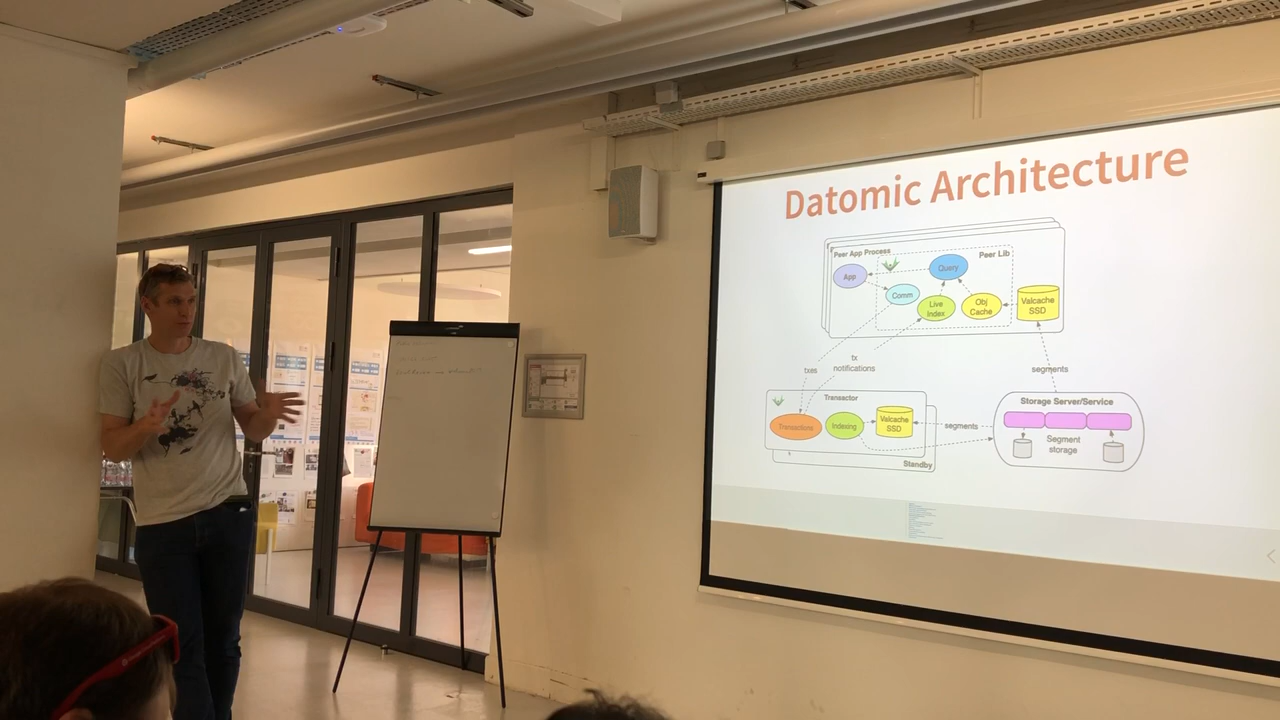 Datomic Architecture
Peer App Process
Peer Lib
App
Query
Comm
Live
Index
Obj
Cache
Valcache
SSD
txes
tx
notifications
segments
Transactor
Transactions
Indexing
Valcache
SSD
Standby
segments
Storage Server/Service
Segment
storage